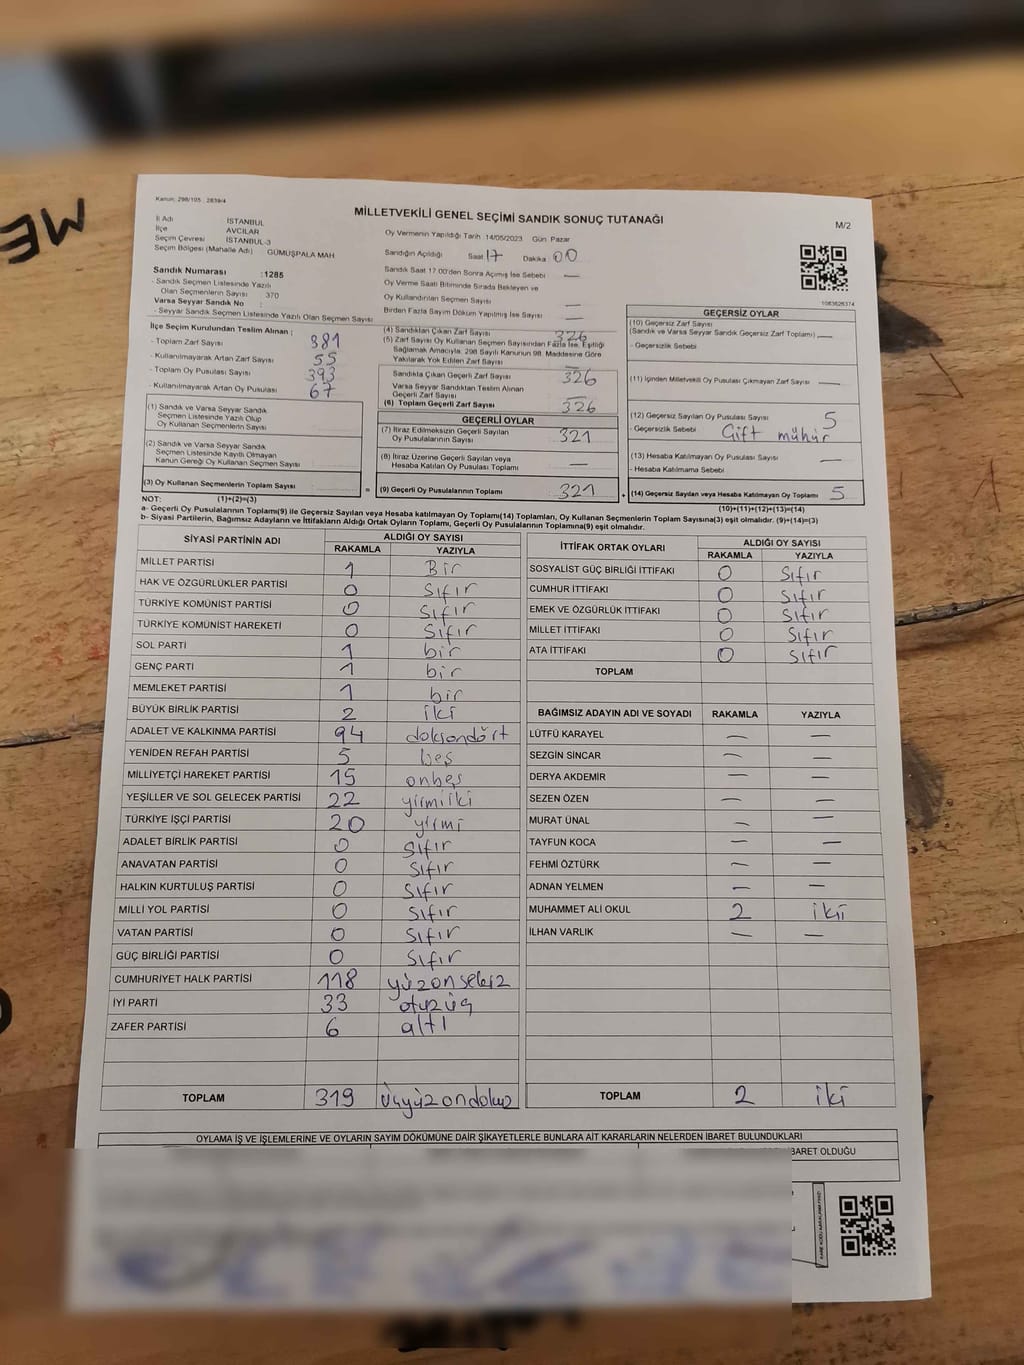 Kanun: 298/105 2839/4
MİLLETVEKİLİ GENEL SEÇİMİ SANDIK SONUÇ TUTANAĞI
M/2
İl Adı İSTANBUL
İlçe AVCILAR
Seçim Çevresi İSTANBUL-3
Seçim Bölgesi (Mahalle Adı) GÜMÜŞPALA MAH
Sandık Numarası :1285
- Sandık Seçmen Listesinde Yazılı
Olan Seçmenlerin Sayısı : 370
Varsa Seyyar Sandık No :
- Seyyar Sandık Seçmen Listesinde Yazılı Olan Seçmen Sayısı :
Oy Vermenin Yapıldığı Tarih :14/05/2023 Gün Pazar
Sandığın Açıldığı Saat 17 Dakika 00
Sandık Saat 17.00'den Sonra Açılmış İse Sebebi —
Oy Verme Saati Bitiminde Sırada Bekleyen ve
Oy Kullandırılan Seçmen Sayısı —
Birden Fazla Sayım Döküm Yapılmış İse Sayısı —
1083626374
İlçe Seçim Kurulundan Teslim Alınan :
- Toplam Zarf Sayısı 381
- Kullanılmayarak Artan Zarf Sayısı 55
- Toplam Oy Pusulası Sayısı 393
- Kullanılmayarak Artan Oy Pusulası 67
(4) Sandıktan Çıkan Zarf Sayısı 326
(5) Zarf Sayısı Oy Kullanan Seçmen Sayısından Fazla İse, Eşitliği
Sağlamak Amacıyla, 298 Sayılı Kanunun 98. Maddesine Göre
Yakılarak Yok Edilen Zarf Sayısı —
Sandıkta Çıkan Geçerli Zarf Sayısı 326
Varsa Seyyar Sandıktan Teslim Alınan
Geçerli Zarf Sayısı —
(6) Toplam Geçerli Zarf Sayısı 326
GEÇERSİZ OYLAR
(10) Geçersiz Zarf Sayısı
(Sandık ve Varsa Seyyar Sandık Geçersiz Zarf Toplamı) —
- Geçersizlik Sebebi
(11) İçinden Milletvekili Oy Pusulası Çıkmayan Zarf Sayısı —
(12) Geçersiz Sayılan Oy Pusulası Sayısı 5
- Geçersizlik Sebebi Çift mühür
(13) Hesaba Katılmayan Oy Pusulası Sayısı —
- Hesaba Katılmama Sebebi
(14) Geçersiz Sayılan veya Hesaba Katılmayan Oy Toplamı 5
(10)+(11)+(12)+(13)=(14)
(1) Sandık ve Varsa Seyyar Sandık
Seçmen Listesinde Yazılı Olup
Oy Kullanan Seçmenlerin Sayısı :
(2) Sandık ve Varsa Seyyar Sandık
Seçmen Listesinde Kayıtlı Olmayan
Kanun Gereği Oy Kullanan Seçmen Sayısı :
(3) Oy Kullanan Seçmenlerin Toplam Sayısı :
(1)+(2)=(3)
GEÇERLİ OYLAR
(7) İtiraz Edilmeksizin Geçerli Sayılan
Oy Pusulalarının Sayısı 321
(8) İtiraz Üzerine Geçerli Sayılan veya
Hesaba Katılan Oy Pusulası Toplamı —
= (9) Geçerli Oy Pusulalarının Toplamı 321 +
NOT:
a- Geçerli Oy Pusulası Toplamı(9) ile Geçersiz Sayılan veya Hesaba katılmayan Oy Toplamı(14) Toplamları, Oy Kullanan Seçmenlerin Toplam Sayısına(3) eşit olmalıdır. (9)+(14)=(3)
b- Siyasi Partilerin, Bağımsız Adayların ve İttifakların Aldığı Ortak Oyların Toplamı, Geçerli Oy Pusulalarının Toplamına(9) eşit olmalıdır.
SİYASİ PARTİNİN ADI ALDIĞI OY SAYISI
RAKAMLA YAZIYLA
MİLLET PARTİSİ 1 Bir
HAK VE ÖZGÜRLÜKLER PARTİSİ 0 Sıfır
TÜRKİYE KOMÜNİST PARTİSİ 0 Sıfır
TÜRKİYE KOMÜNİST HAREKETİ 0 Sıfır
SOL PARTİ 1 bir
GENÇ PARTİ 1 bir
MEMLEKET PARTİSİ 1 bir
BÜYÜK BİRLİK PARTİSİ 2 iki
ADALET VE KALKINMA PARTİSİ 94 doksandört
YENİDEN REFAH PARTİSİ 5 beş
MİLLİYETÇİ HAREKET PARTİSİ 15 onbeş
YEŞİLLER VE SOL GELECEK PARTİSİ 22 yirmiiki
TÜRKİYE İŞÇİ PARTİSİ 20 yirmi
ADALET BİRLİK PARTİSİ 0 Sıfır
ANAVATAN PARTİSİ 0 Sıfır
HALKIN KURTULUŞ PARTİSİ 0 Sıfır
MİLLİ YOL PARTİSİ 0 Sıfır
VATAN PARTİSİ 0 Sıfır
GÜÇ BİRLİĞİ PARTİSİ 0 Sıfır
CUMHURİYET HALK PARTİSİ 118 yüzonsekiz
İYİ PARTİ 33 otuzüç
ZAFER PARTİSİ 6 altı
TOPLAM 319 üçyüzondokuz
İTTİFAK ORTAK OYLARI ALDIĞI OY SAYISI
RAKAMLA YAZIYLA
SOSYALİST GÜÇ BİRLİĞİ İTTİFAKI 0 Sıfır
CUMHUR İTTİFAKI 0 Sıfır
EMEK VE ÖZGÜRLÜK İTTİFAKI 0 Sıfır
MİLLET İTTİFAKI 0 Sıfır
ATA İTTİFAKI 0 Sıfır
TOPLAM
BAĞIMSIZ ADAYIN ADI VE SOYADI RAKAMLA YAZIYLA
LÜTFÜ KARAYEL — —
SEZGİN SİNCAR — —
DERYA AKDEMİR — —
SEZEN ÖZEN — —
MURAT ÜNAL — —
TAYFUN KOCA — —
FEHMİ ÖZTÜRK — —
ADNAN YELMEN — —
MUHAMMET ALİ OKUL 2 iki
İLHAN VARLIK — —
TOPLAM 2 iki
OYLAMA İŞ VE İŞLEMLERİNE VE OYLARIN SAYIM DÖKÜMÜNE DAİR ŞİKAYETLERLE BUNLARA AİT KARARLARIN NELERDEN İBARET BULUNDUKLARI
İBARET OLDUĞU